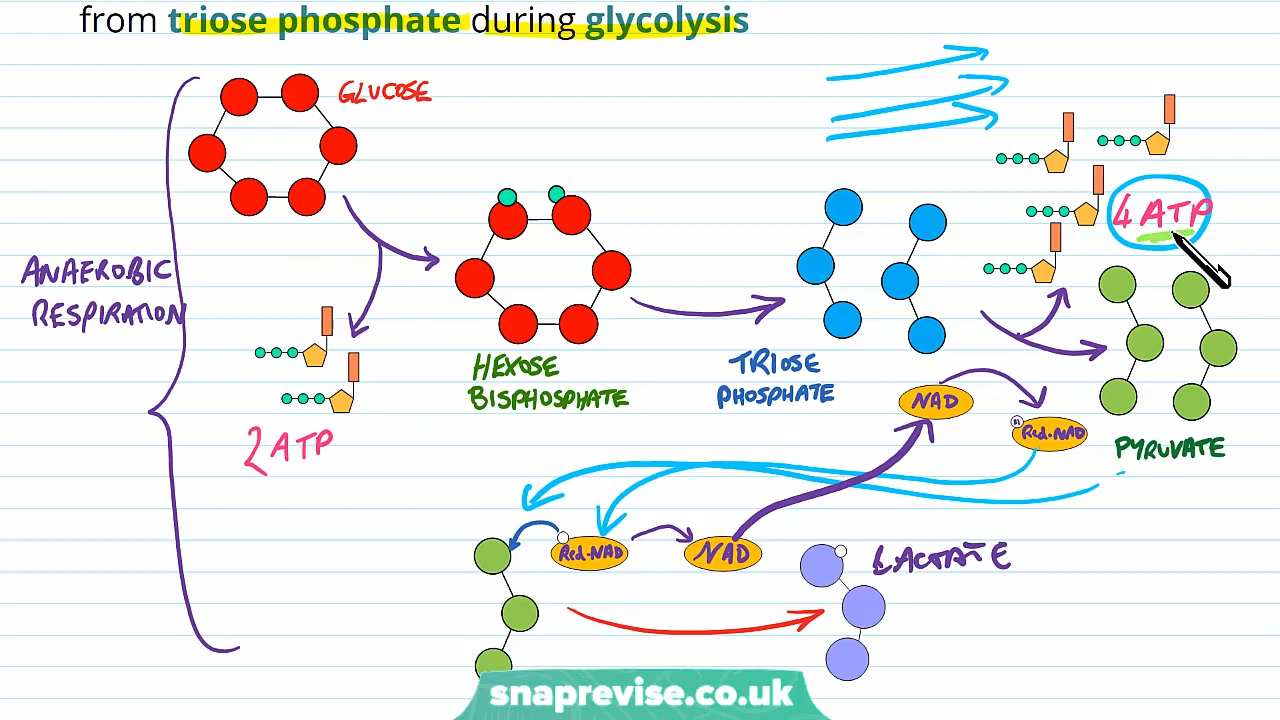 from triose phosphate during glycolysis
GLUCOSE
ANAEROBIC
RESPIRATION
4 ATP
HEXOSE
BISPHOSPHATE
TRIOSE
PHOSPHATE
NAD
Red.NAD
PYRUVATE
2 ATP
Red.NAD
NAD
LACTATE
snaprevise.co.uk